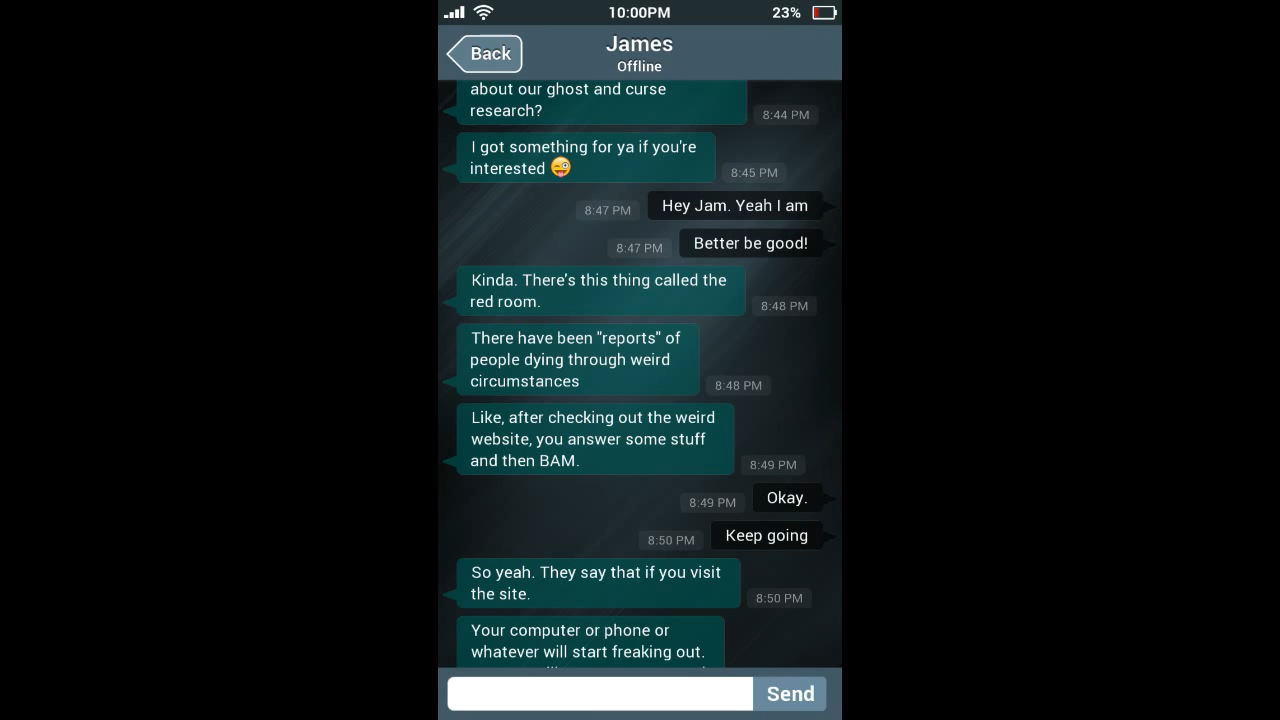 10:00PM
23%
Back
James
Offline
about our ghost and curse
research?
8:44 PM
I got something for ya if you're
interested 😜
8:45 PM
8:47 PM
Hey Jam. Yeah I am
8:47 PM
Better be good!
Kinda. There's this thing called the
red room.
8:48 PM
There have been "reports" of
people dying through weird
circumstances
8:48 PM
Like, after checking out the weird
website, you answer some stuff
and then BAM.
8:49 PM
8:49 PM
Okay.
8:50 PM
Keep going
So yeah. They say that if you visit
the site.
8:50 PM
Your computer or phone or
whatever will start freaking out.
Send